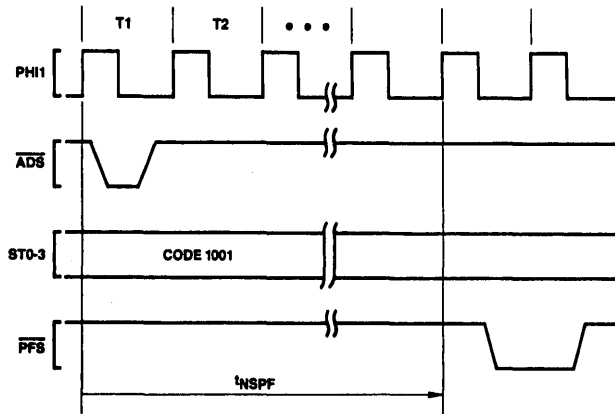 T1 T2 • • •
PHI1
ADS
ST0-3 CODE 1001
PFS
tNSPF